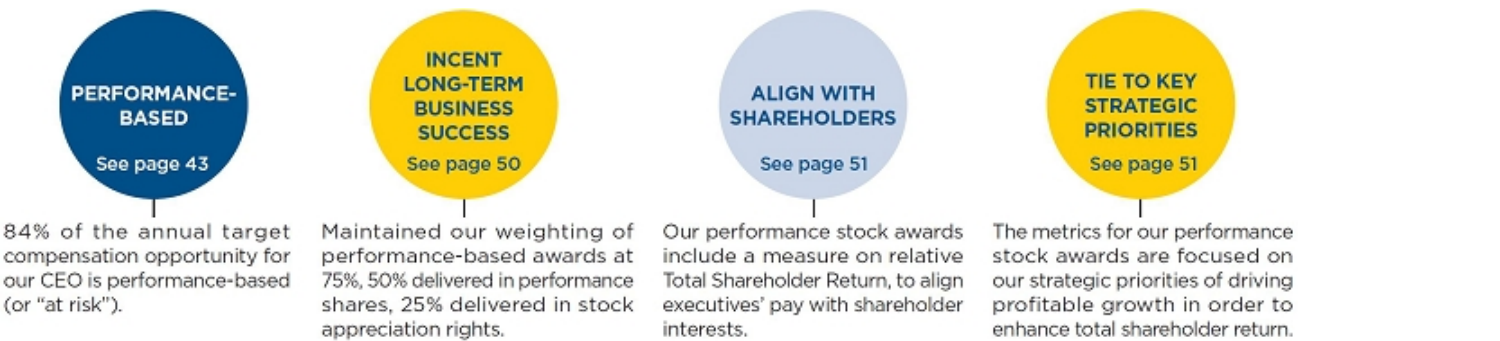 PERFORMANCE-
BASED
See page 43
84% of the annual target
compensation opportunity for
our CEO is performance-based
(or “at risk”).
INCENT
LONG-TERM
BUSINESS
SUCCESS
See page 50
Maintained our weighting of
performance-based awards at
75%, 50% delivered in performance
shares, 25% delivered in stock
appreciation rights.
ALIGN WITH
SHAREHOLDERS
See page 51
Our performance stock awards
include a measure on relative
Total Shareholder Return, to align
executives’ pay with shareholder
interests.
TIE TO KEY
STRATEGIC
PRIORITIES
See page 51
The metrics for our performance
stock awards are focused on
our strategic priorities of driving
profitable growth in order to
enhance total shareholder return.